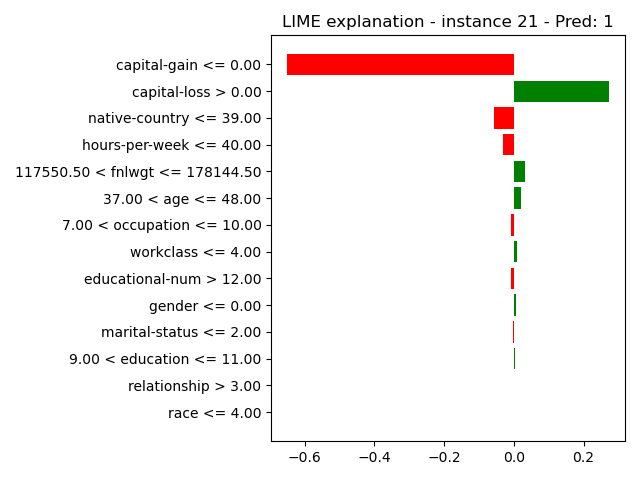 LIME explanation - instance 21 - Pred: 1
capital-gain <= 0.00
capital-loss > 0.00
native-country <= 39.00
hours-per-week <= 40.00
117550.50 < fnlwgt <= 178144.50
37.00 < age <= 48.00
7.00 < occupation <= 10.00
workclass <= 4.00
educational-num > 12.00
gender <= 0.00
marital-status <= 2.00
9.00 < education <= 11.00
relationship > 3.00
race <= 4.00
−0.6 −0.4 −0.2 0.0 0.2